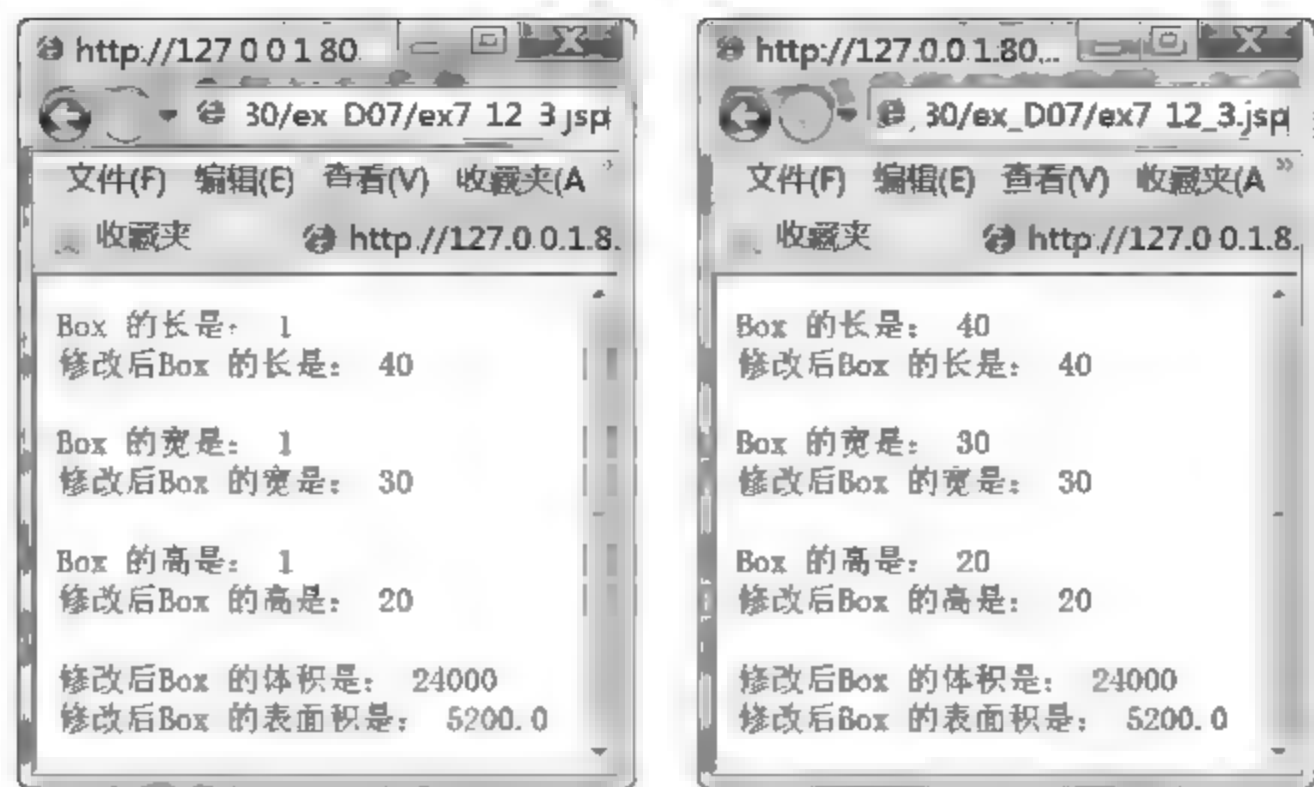 http://127 0 0 1 80.
30/ex D07/ex7 12 3 jsp
文件(F) 编辑(E) 查看(V) 收藏夹(A »
收藏夹 http://127.0.0.1.8.
Box 的长是: 1
修改后Box 的长是: 40
Box 的宽是: 1
修改后Box 的宽是: 30
Box 的高是: 1
修改后Box 的高是: 20
修改后Box 的体积是: 24000
修改后Box 的表面积是: 5200.0
http://127.0.0.1:80...
, 30/ex_D07/ex7_12_3.jsp
文件(F) 编辑(E) 查看(V) 收藏夹(A »
收藏夹 http://127.0 0.1.8.
Box 的长是: 40
修改后Box 的长是: 40
Box 的宽是: 30
修改后Box 的宽是: 30
Box 的高是: 20
修改后Box 的高是: 20
修改后Box 的体积是: 24000
修改后Box 的表面积是: 5200.0